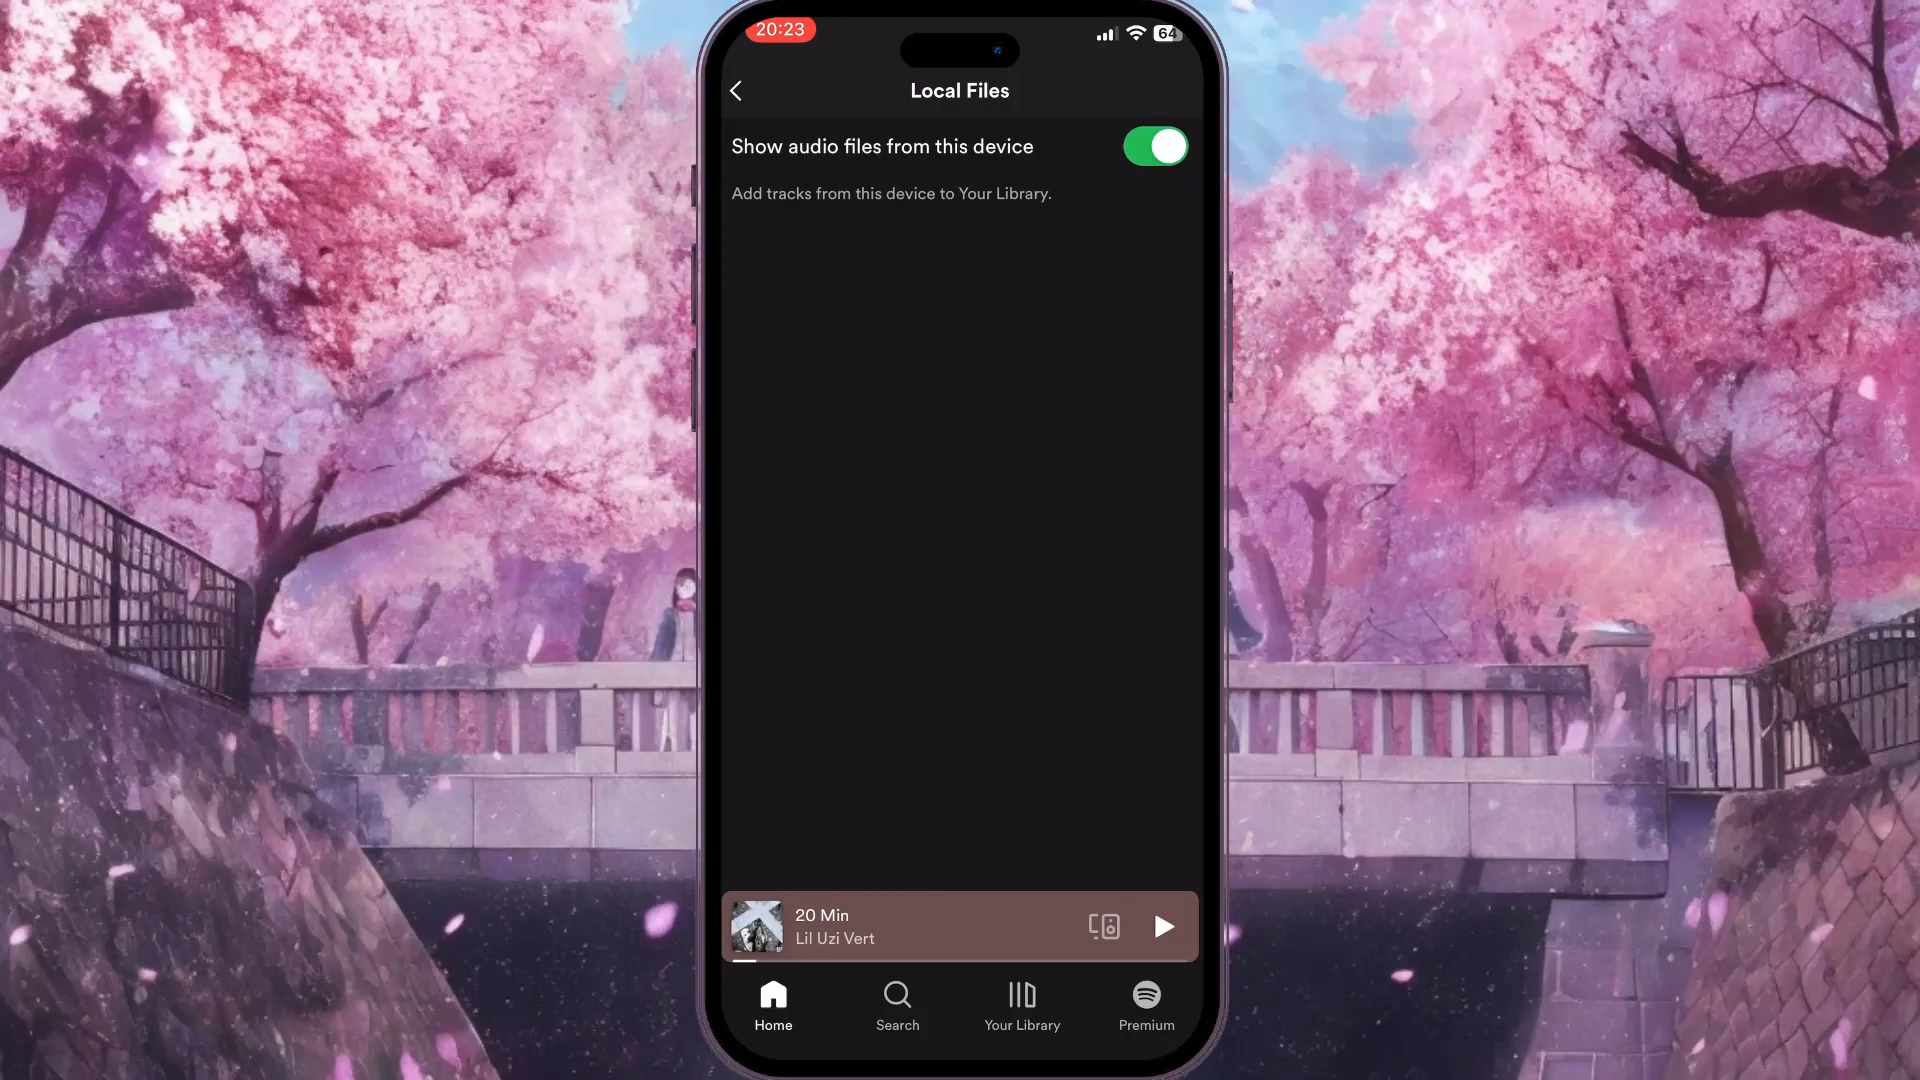 20:23
64
Local Files
Show audio files from this device
Add tracks from this device to Your Library.
20 Min
Lil Uzi Vert
Home
Search
Your Library
Premium